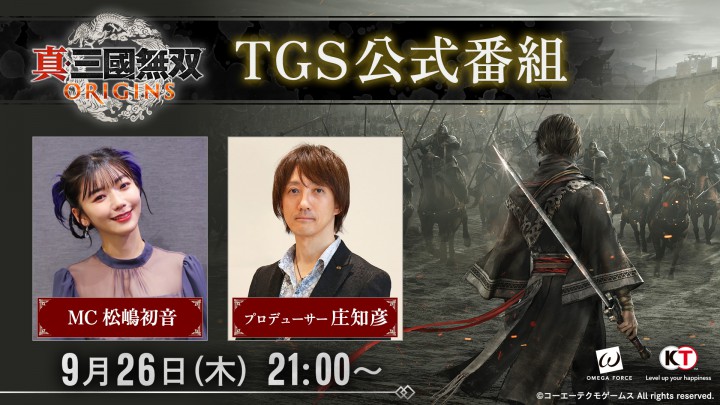 真・三國無双
ORIGINS
TGS公式番組
MC 松嶋初音
プロデューサー 庄知彦
9月26日(木) 21:00～
ω
OMEGA FORCE
KT
Level up your happiness
©コーエーテクモゲームス All rights reserved.